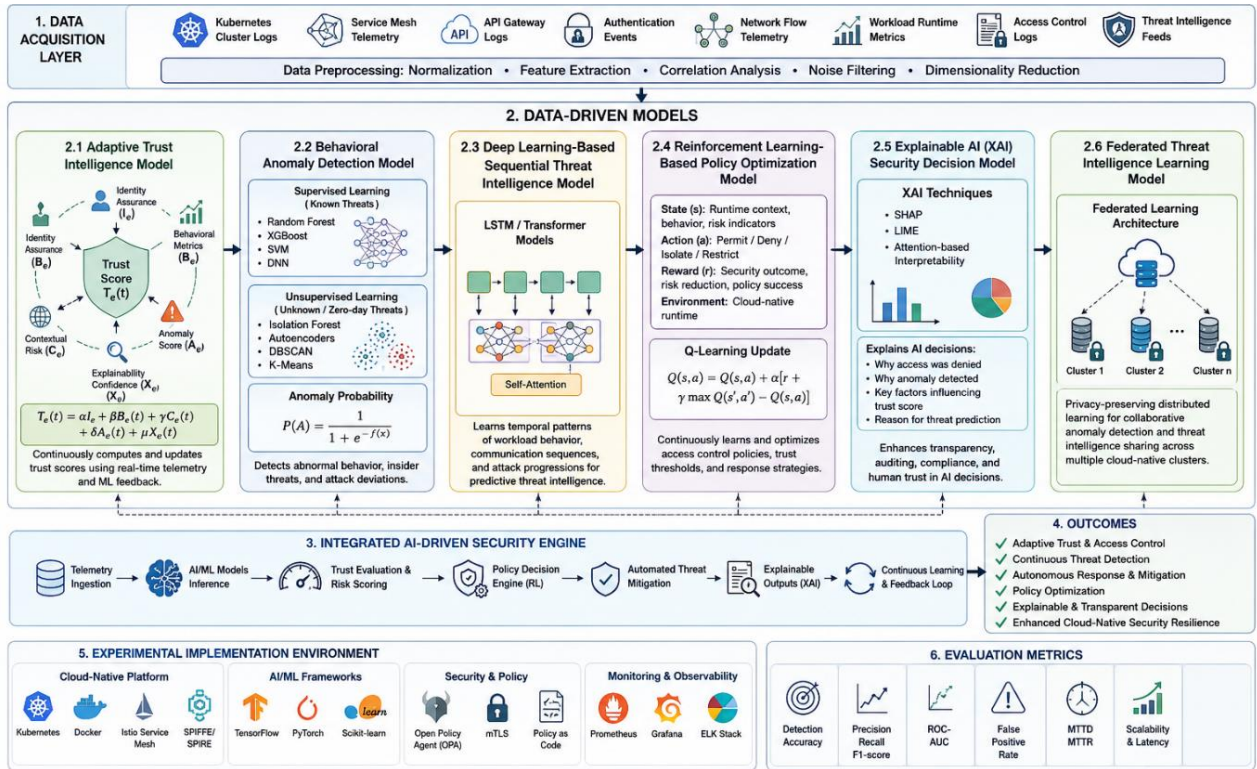 1. DATA
ACQUISITION
LAYER
Kubernetes
Cluster Logs
Service Mesh
Telemetry
API
API Gateway
Logs
Authentication
Events
Network Flow
Telemetry
Workload Runtime
Metrics
Access Control
Logs
Threat Intelligence
Feeds
Data Preprocessing: Normalization • Feature Extraction • Correlation Analysis • Noise Filtering • Dimensionality Reduction
2. DATA-DRIVEN MODELS
2.1 Adaptive Trust
Intelligence Model
Identity
Assurance
(I_e)
Identity
Assurance
(B_e)
Behavioral
Metrics
(B_e)
Trust
Score
T_e(t)
Contextual
Risk (C_e)
Anomaly
Score (A_e)
Explainability
Confidence (X_e)
(X_e)
T_e(t) = αI_e + βB_e(t) + γC_e(t)
+ δA_e(t) + μX_e(t)
Continuously computes and
updates trust scores using
real-time telemetry
and ML feedback.
2.2 Behavioral
Anomaly Detection Model
Supervised Learning
(Known Threats)
• Random Forest
• XGBoost
• SVM
• DNN
Unsupervised Learning
(Unknown / Zero-day Threats)
• Isolation Forest
• Autoencoders
• DBSCAN
• K-Means
Anomaly Probability
P(A) = 1 / (1 + e^{-f(x)})
Detects abnormal behavior, insider
threats, and attack deviations.
2.3 Deep Learning-Based
Sequential Threat
Intelligence Model
LSTM / Transformer
Models
Self-Attention
Learns temporal patterns
of workload behavior,
communication sequences,
and attack progressions for
predictive threat intelligence.
2.4 Reinforcement Learning-
Based Policy Optimization
Model
State (s): Runtime context,
behavior, risk indicators
Action (a): Permit / Deny /
Isolate / Restrict
Reward (r): Security outcome,
risk reduction, policy success
Environment: Cloud-native
runtime
Q-Learning Update
Q(s,a) = Q(s,a) + α[r +
γ max Q(s',a') − Q(s,a)]
Continuously learns and optimizes
access control policies, trust
thresholds, and response strategies.
2.5 Explainable AI (XAI)
Security Decision Model
XAI Techniques
• SHAP
• LIME
• Attention-based
Interpretability
Explains AI decisions:
• Why access was denied
• Why anomaly detected
• Key factors influencing
trust score
• Reason for threat prediction
Enhances transparency,
auditing, compliance, and
human trust in AI decisions.
2.6 Federated Threat
Intelligence Learning
Model
Federated Learning
Architecture
...
Cluster 1
Cluster 2
Cluster n
Privacy-preserving distributed
learning for collaborative
anomaly detection and threat
intelligence sharing across
multiple cloud-native clusters.
3. INTEGRATED AI-DRIVEN SECURITY ENGINE
Telemetry
Ingestion
AI/ML Models
Inference
Trust Evaluation &
Risk Scoring
Policy Decision
Engine (RL)
Automated Threat
Mitigation
Explainable
Outputs (XAI)
Continuous Learning
& Feedback Loop
4. OUTCOMES
✓ Adaptive Trust & Access Control
✓ Continuous Threat Detection
✓ Autonomous Response & Mitigation
✓ Policy Optimization
✓ Explainable & Transparent Decisions
✓ Enhanced Cloud-Native Security Resilience
5. EXPERIMENTAL IMPLEMENTATION ENVIRONMENT
Cloud-Native Platform
Kubernetes
Docker
Istio Service
Mesh
SPIFFE/
SPIRE
AI/ML Frameworks
TensorFlow
PyTorch
learn
Scikit-learn
Security & Policy
Open Policy
Agent (OPA)
mTLS
Policy as
Code
Monitoring & Observability
Prometheus
Grafana
ELK Stack
6. EVALUATION METRICS
Detection
Accuracy
Precision
Recall
F1-score
ROC-
AUC
False
Positive
Rate
MTTD
MTTR
Scalability
& Latency